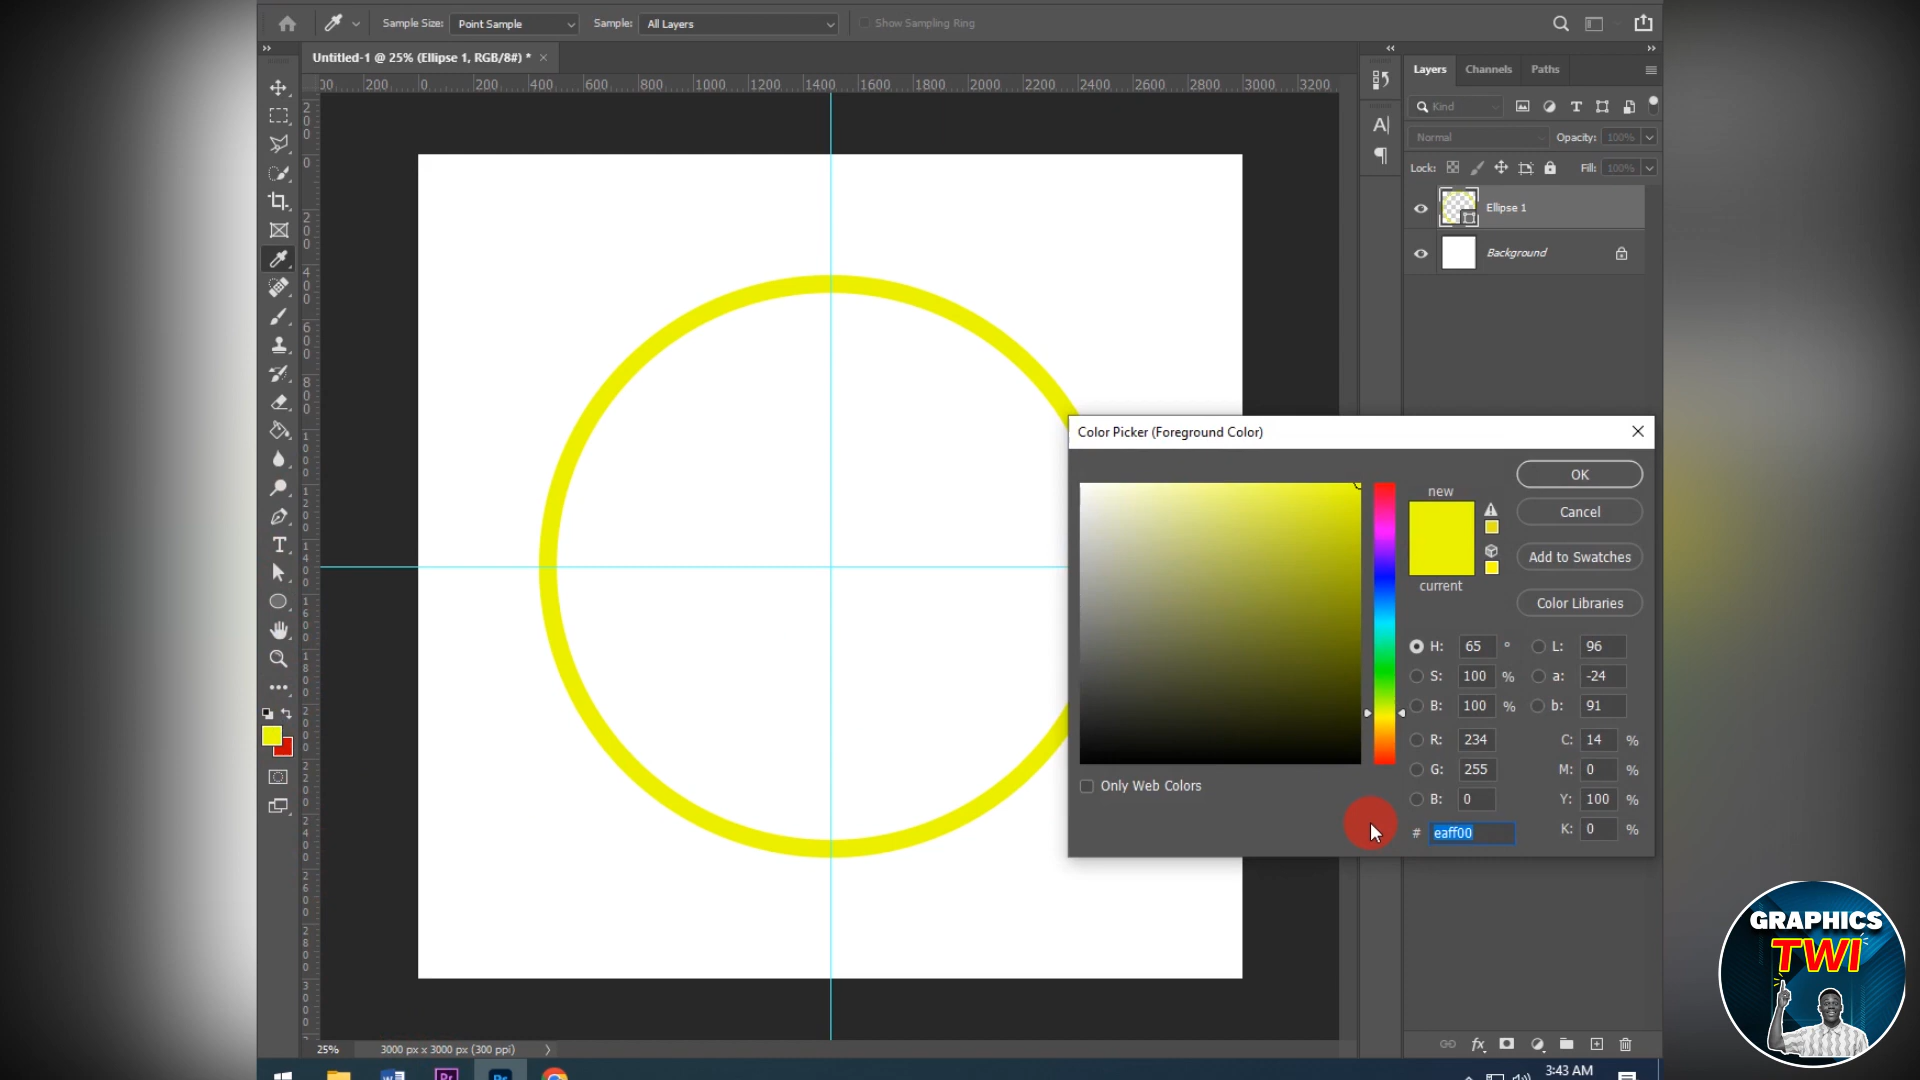 Sample Size: Point Sample Sample: All Layers Show Sampling Ring
Untitled-1 @ 25% (Ellipse 1, RGB/8#) *
200 0 200 400 600 800 1000 1200 1400 1600 1800 2000 2200 2400 2600 2800 3000 3200
Layers Channels Paths
Kind
Normal Opacity: 100%
Lock: Fill: 100%
Ellipse 1
Background
Color Picker (Foreground Color)
new
current
OK
Cancel
Add to Swatches
Color Libraries
H: 65 ° L: 96
S: 100 % a: -24
B: 100 % b: 91
R: 234 C: 14 %
G: 255 M: 0 %
B: 0 Y: 100 %
# eaff00 K: 0 %
Only Web Colors
25% 3000 px x 3000 px (300 ppi)
3:43 AM
GRAPHICS
TWI